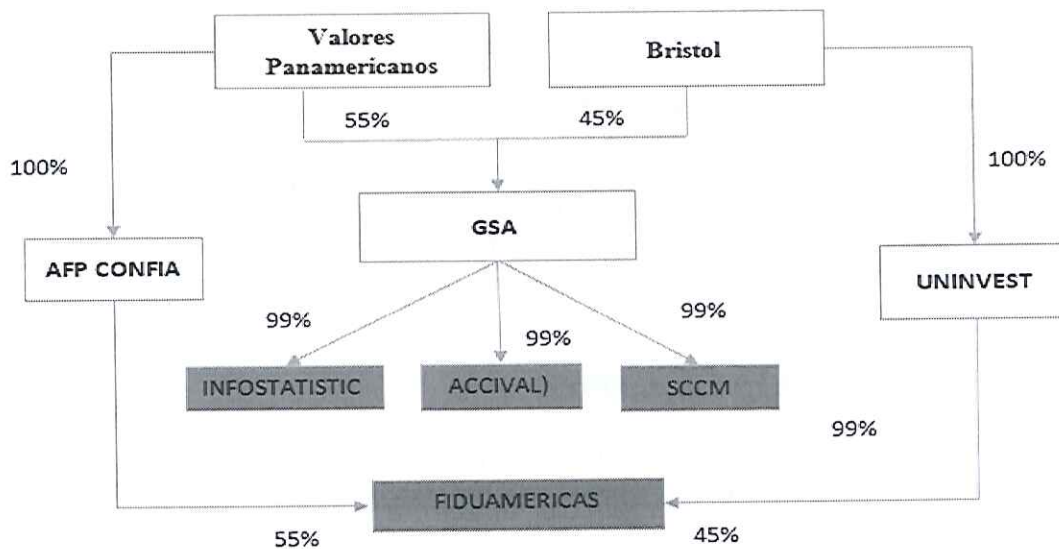 Valores
Panamericanos
Bristol
55%
45%
100%
100%
GSA
AFP CONFIA
UNINVEST
99%
99%
99%
INFOSTATISTIC
ACCIVAL)
SCCM
99%
FIDUAMERICAS
55%
45%